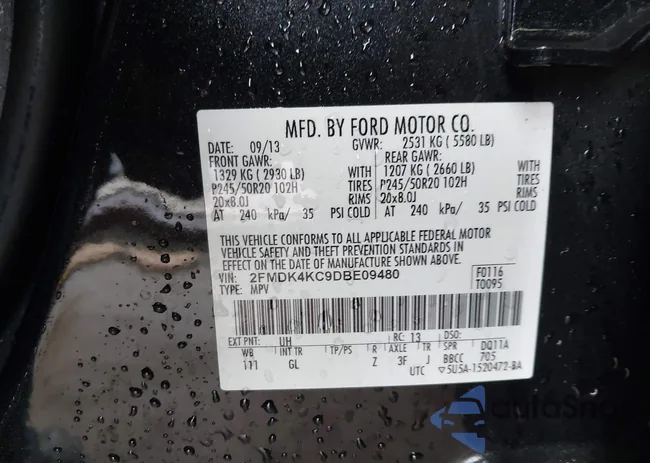 MFD. BY FORD MOTOR CO.
DATE: 09/13 GVWR: 2531 KG ( 5580 LB)
FRONT GAWR: REAR GAWR:
1329 KG ( 2930 LB) WITH 1207 KG ( 2660 LB) WITH
P245/50R20 102H TIRES P245/50R20 102H TIRES
20x8.0J RIMS 20x8.0J RIMS
AT 240 kPa/ 35 PSI COLD AT 240 kPa/ 35 PSI COLD
THIS VEHICLE CONFORMS TO ALL APPLICABLE FEDERAL MOTOR
VEHICLE SAFETY AND THEFT PREVENTION STANDARDS IN
EFFECT ON THE DATE OF MANUFACTURE SHOWN ABOVE.
VIN: 2FMDK4KC9DBE09480 F0116
TYPE: MPV T0095
EXT PNT: UH RC: 13 DSO:
WB INT TR TP/PS R AXLE TR SPR DQ11A
111 GL Z 3F J BBCC 705
UTC ▽5U5A-1520472-BA